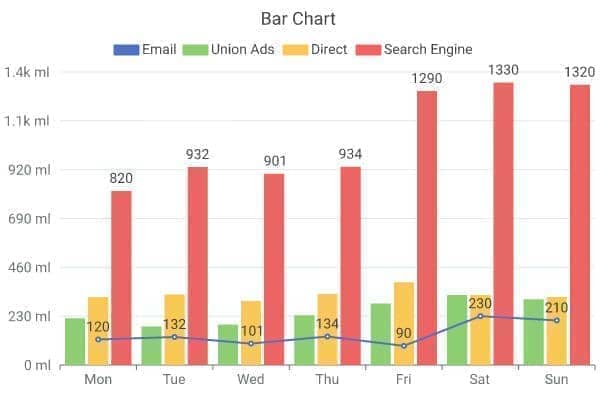 Bar Chart
Email Union Ads Direct Search Engine
1.4k ml
1.1k ml
920 ml
690 ml
460 ml
230 ml
0 ml
820 932 901 934 1290 1330 1320
120 132 101 134 90 230 210
Mon Tue Wed Thu Fri Sat Sun